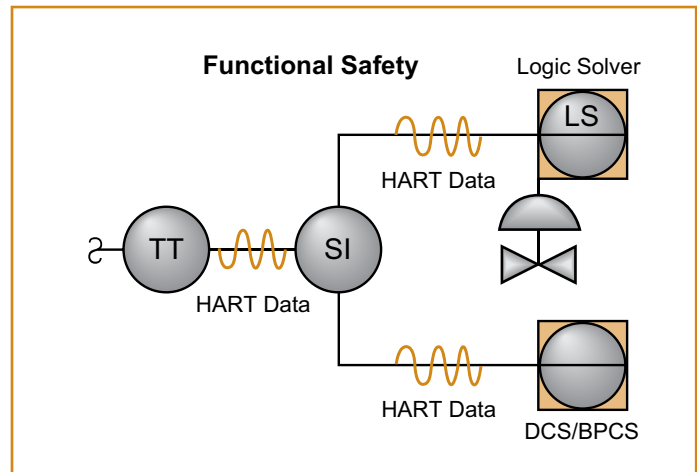 Functional Safety
Logic Solver
LS
HART Data
TT
SI
HART Data
HART Data
DCS/BPCS